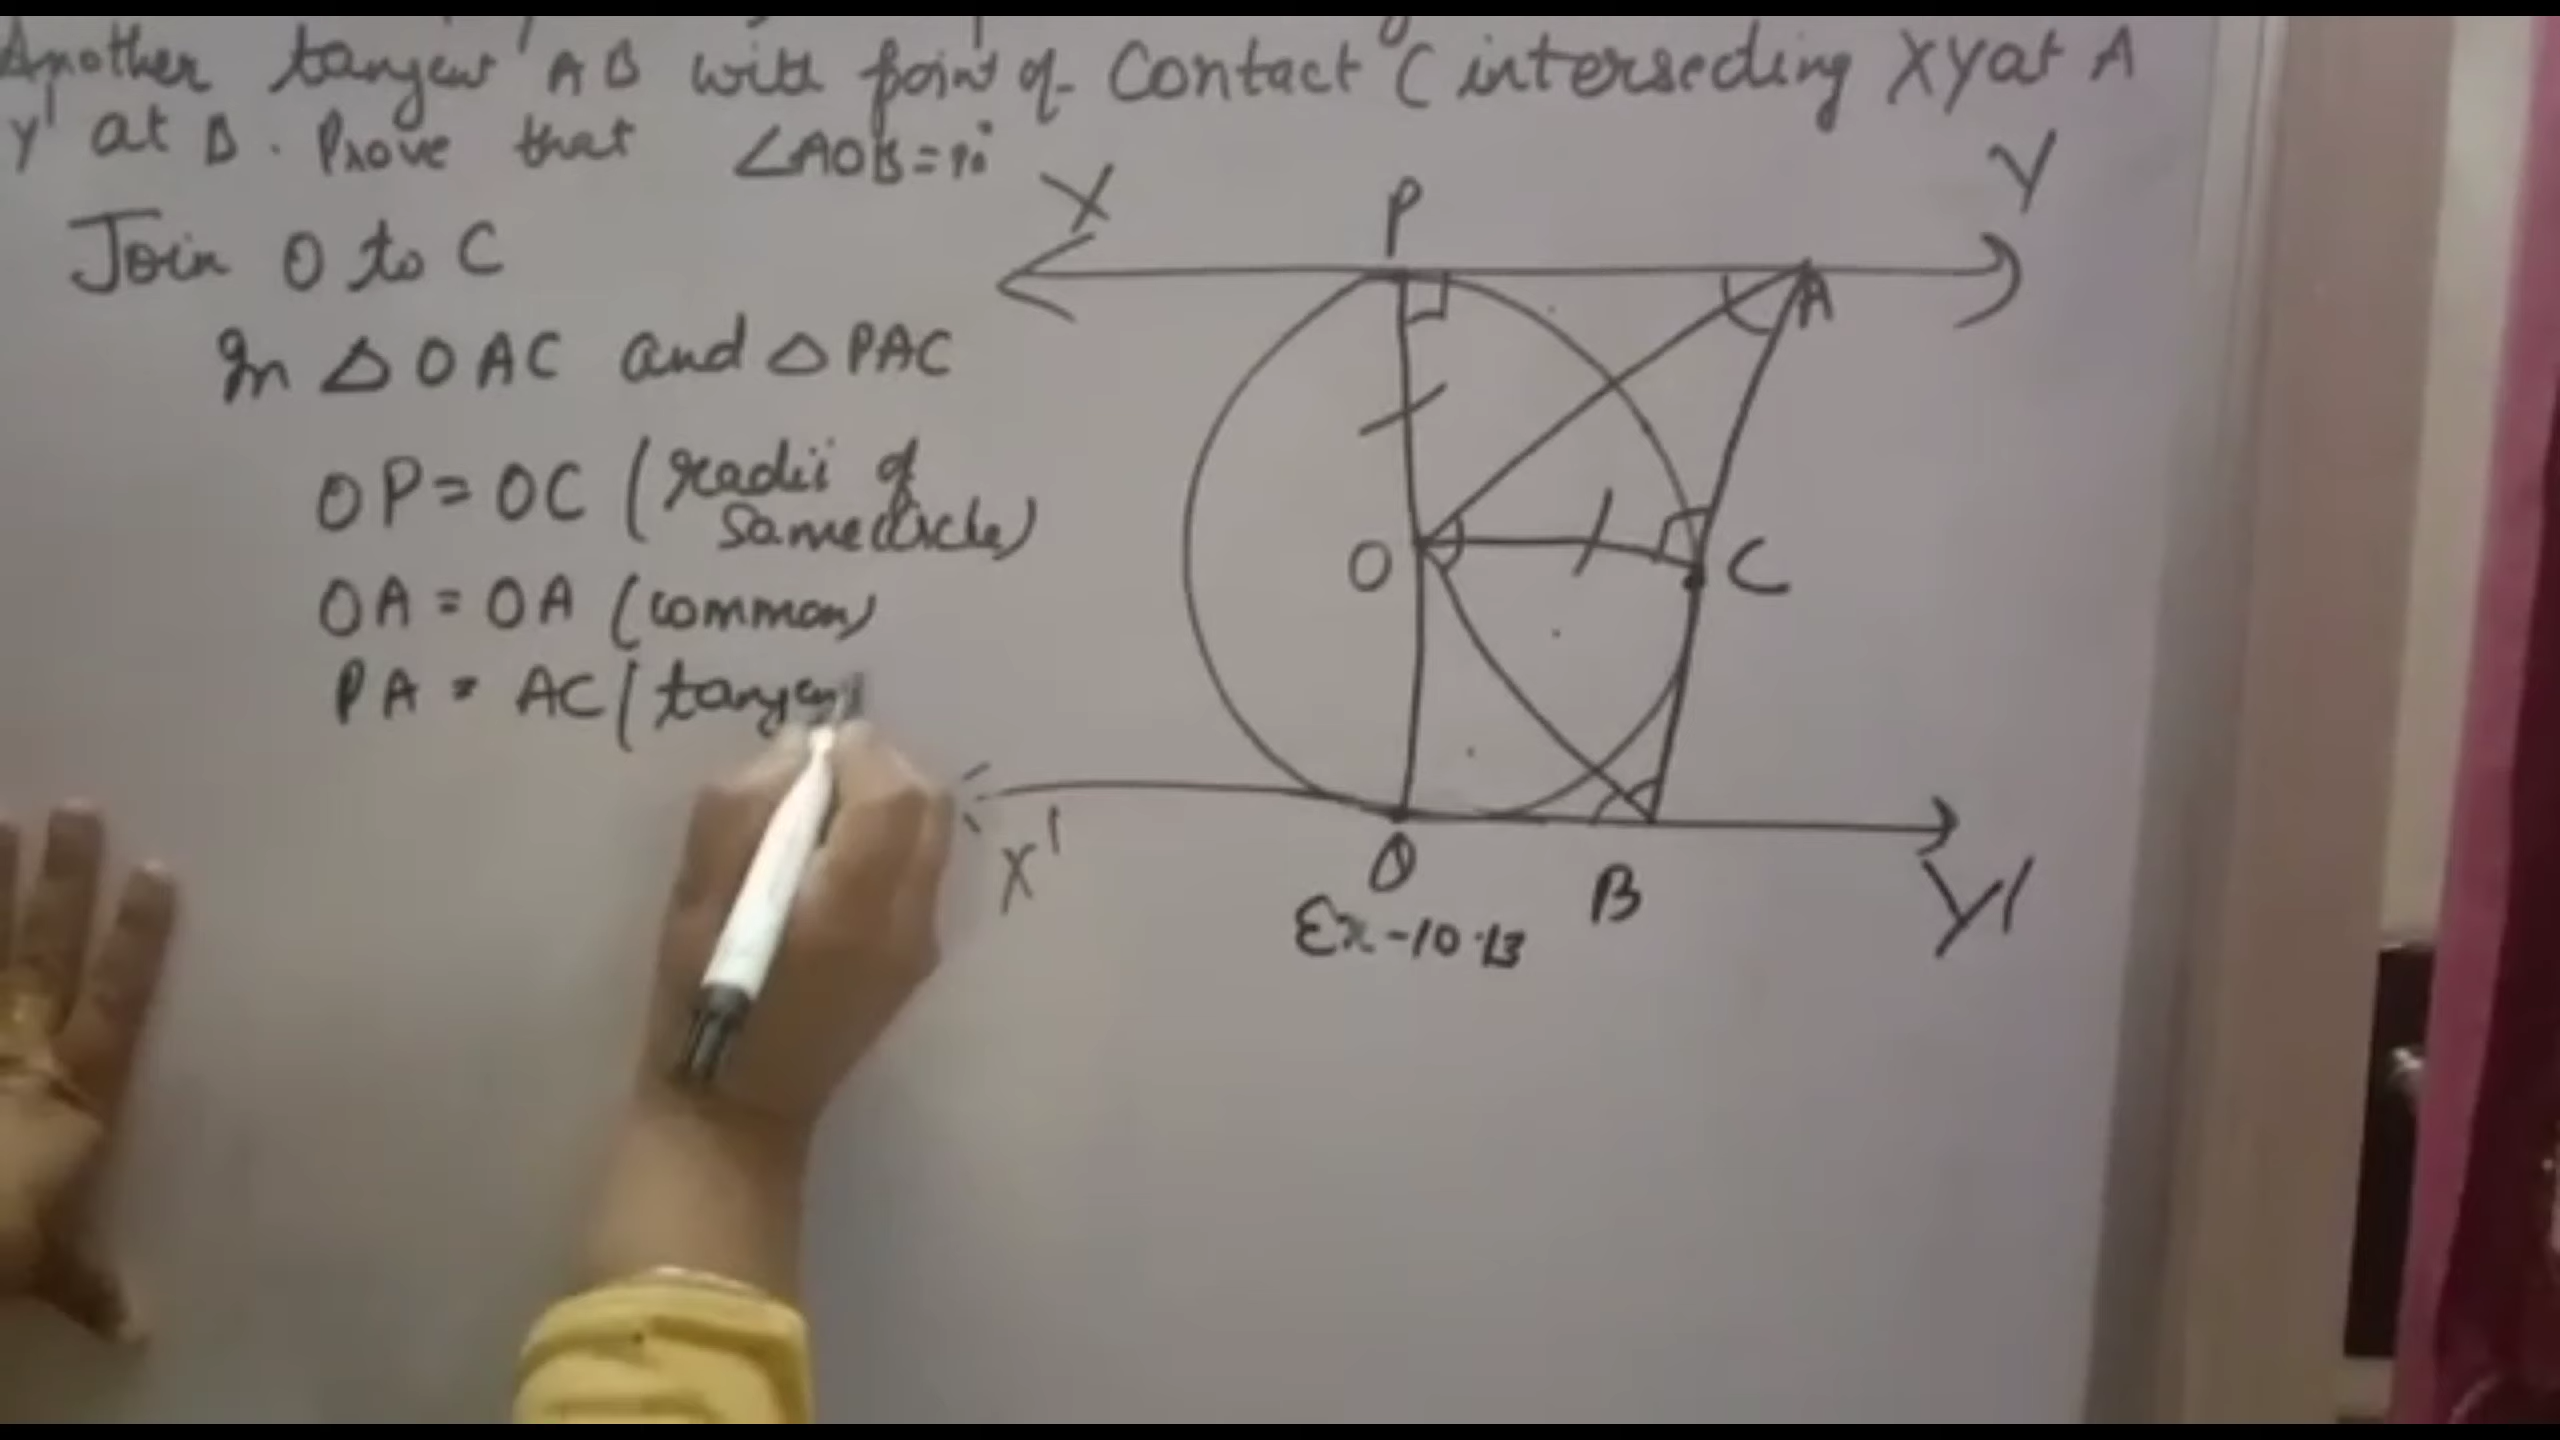 Another tangent AB with point of Contact C interseding XY at A
Y' at B. Prove that ∠AOB=90°
Join O to C
In △OAC and △PAC
OP=OC (radii of
same circle)
OA=OA (common)
PA=AC (tangent
X
P
Y
A
O
C
X'
Q
B
Y'
Ex-10.13